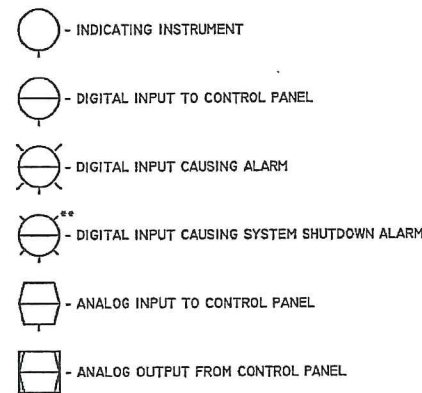 - INDICATING INSTRUMENT
- DIGITAL INPUT TO CONTROL PANEL
- DIGITAL INPUT CAUSING ALARM
** - DIGITAL INPUT CAUSING SYSTEM SHUTDOWN ALARM
- ANALOG INPUT TO CONTROL PANEL
- ANALOG OUTPUT FROM CONTROL PANEL